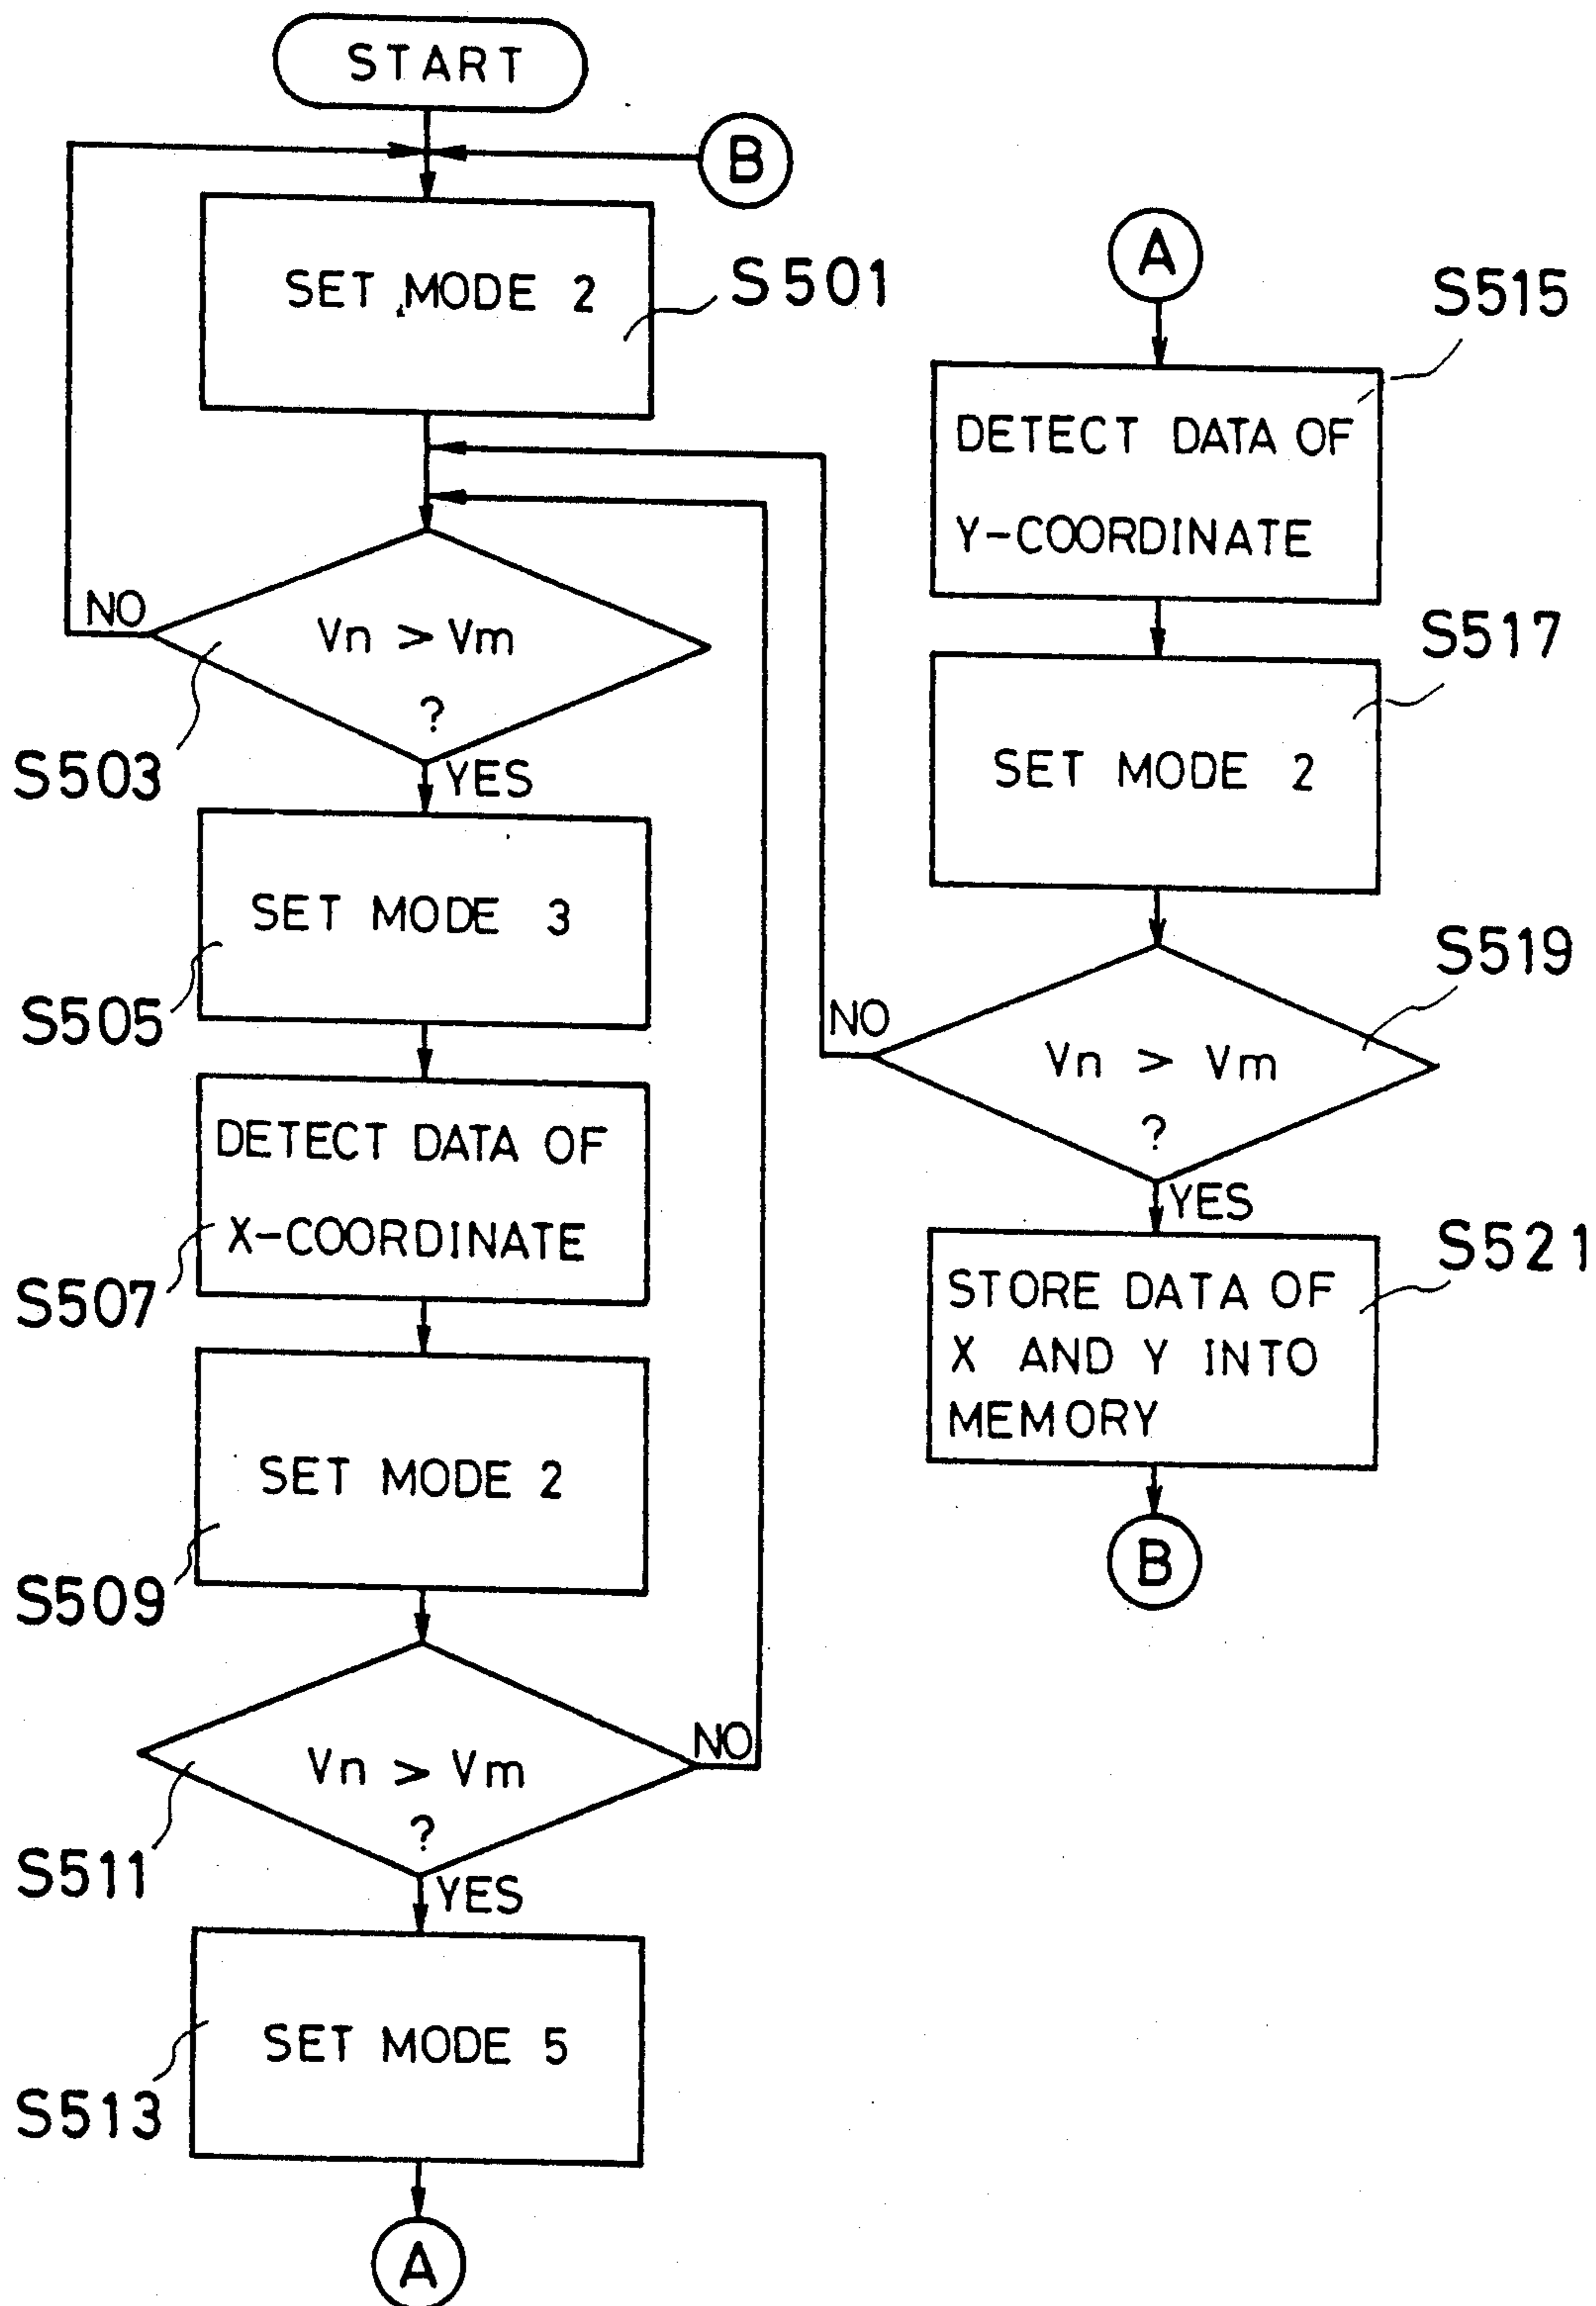 START
B
SET MODE 2
S501
NO
Vn > Vm
?
S503
YES
SET MODE 3
S505
DETECT DATA OF
X-COORDINATE
S507
SET MODE 2
S509
Vn > Vm
?
NO
S511
YES
SET MODE 5
S513
A
A
S515
DETECT DATA OF
Y-COORDINATE
S517
SET MODE 2
S519
NO
Vn > Vm
?
YES
S521
STORE DATA OF
X AND Y INTO
MEMORY
B